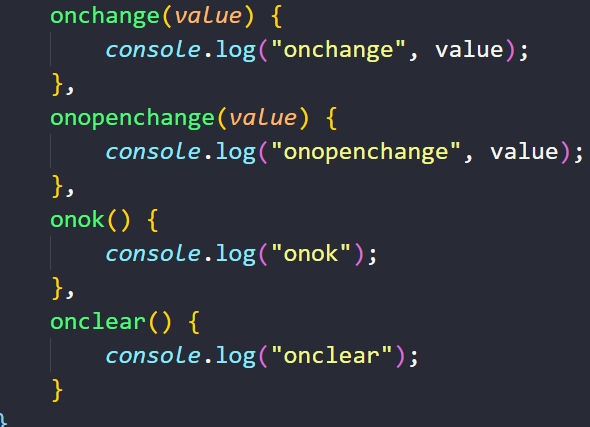 onchange(value) {
    console.log("onchange", value);
},
onopenchange(value) {
    console.log("onopenchange", value);
},
onok() {
    console.log("onok");
},
onclear() {
    console.log("onclear");
}
}